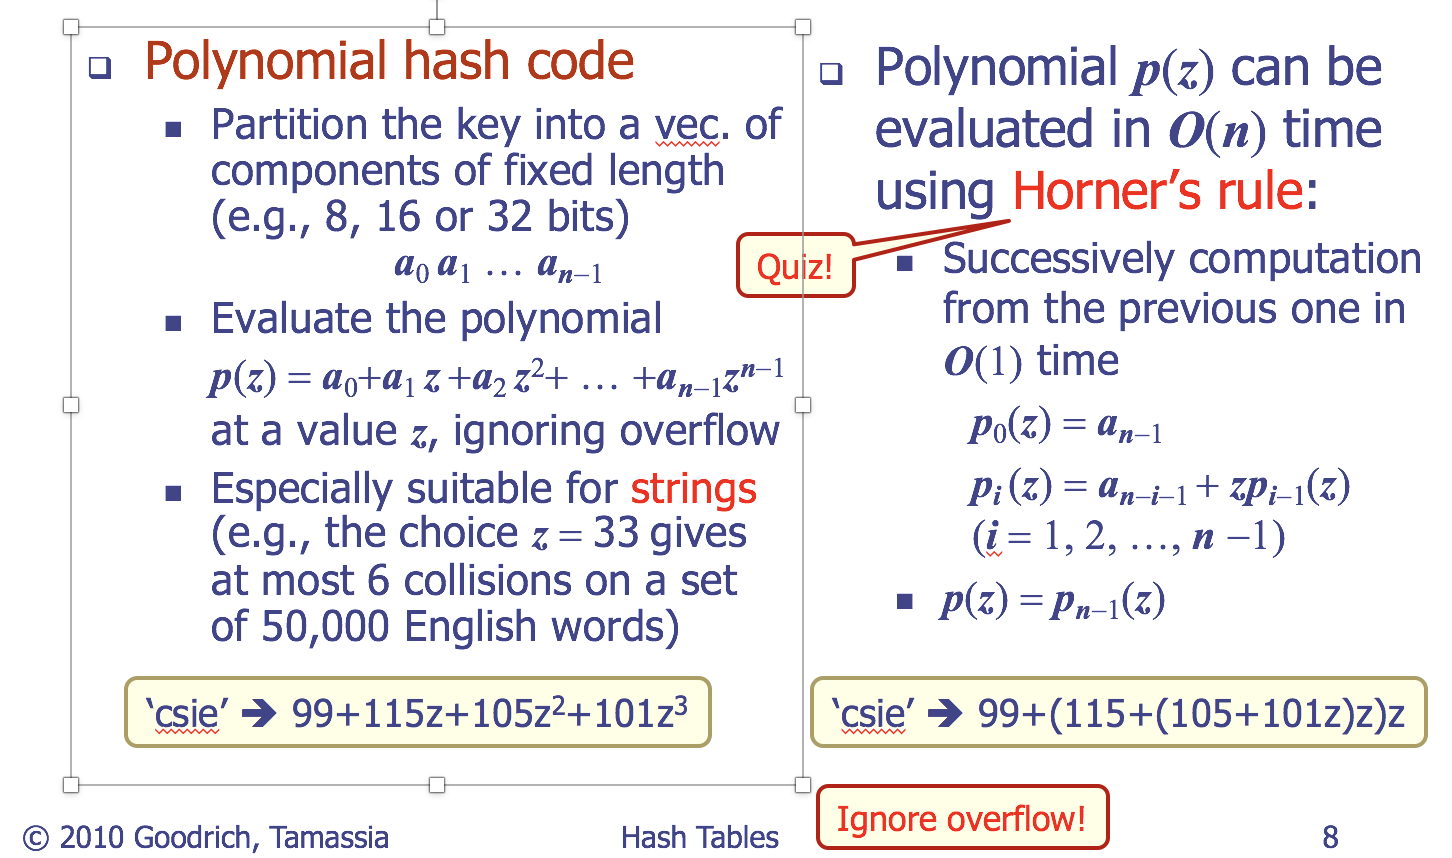 Polynomial hash code
Partition the key into a vec. of
components of fixed length
(e.g., 8, 16 or 32 bits)
a₀ a₁ … aₙ₋₁
Evaluate the polynomial
p(z) = a₀+a₁ z +a₂ z²+ … +aₙ₋₁zⁿ⁻¹
at a value z, ignoring overflow
Especially suitable for strings
(e.g., the choice z = 33 gives
at most 6 collisions on a set
of 50,000 English words)
‘csie’ ➔ 99+115z+105z²+101z³
Polynomial p(z) can be
evaluated in O(n) time
using Horner’s rule:
Quiz!
Successively computation
from the previous one in
O(1) time
p₀(z) = aₙ₋₁
pᵢ (z) = aₙ₋ᵢ₋₁ + zpᵢ₋₁(z)
(i = 1, 2, …, n −1)
p(z) = pₙ₋₁(z)
‘csie’ ➔ 99+(115+(105+101z)z)z
Ignore overflow!
© 2010 Goodrich, Tamassia
Hash Tables
8